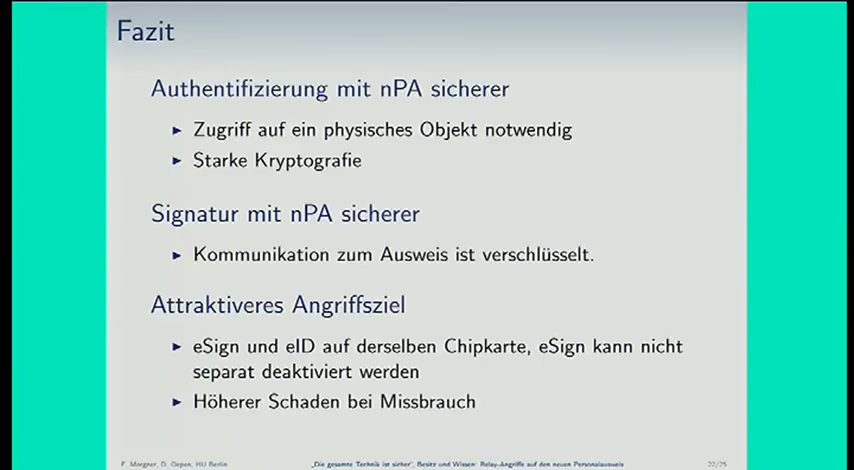 Fazit
Authentifizierung mit nPA sicherer
▶ Zugriff auf ein physisches Objekt notwendig
▶ Starke Kryptografie
Signatur mit nPA sicherer
▶ Kommunikation zum Ausweis ist verschlüsselt.
Attraktiveres Angriffsziel
▶ eSign und eID auf derselben Chipkarte, eSign kann nicht
separat deaktiviert werden
▶ Höherer Schaden bei Missbrauch
F. Morgner, D. Oepen, HU Berlin „Die gesamte Technik ist sicher“; Besitz und Wissen: Relay-Angriffe auf den neuen Personalausweis 22/25